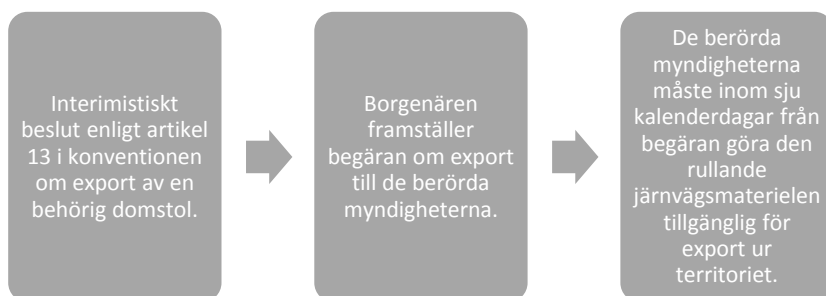 Interimistiskt
beslut enligt artikel
13 i konventionen
om export av en
behörig domstol.
Borgenären
framställer
begäran om export
till de berörda
myndigheterna.
De berörda
myndigheterna
måste inom sju
kalenderdagar från
begäran göra den
rullande
järnvägsmaterielen
tillgänglig för
export ur
territoriet.